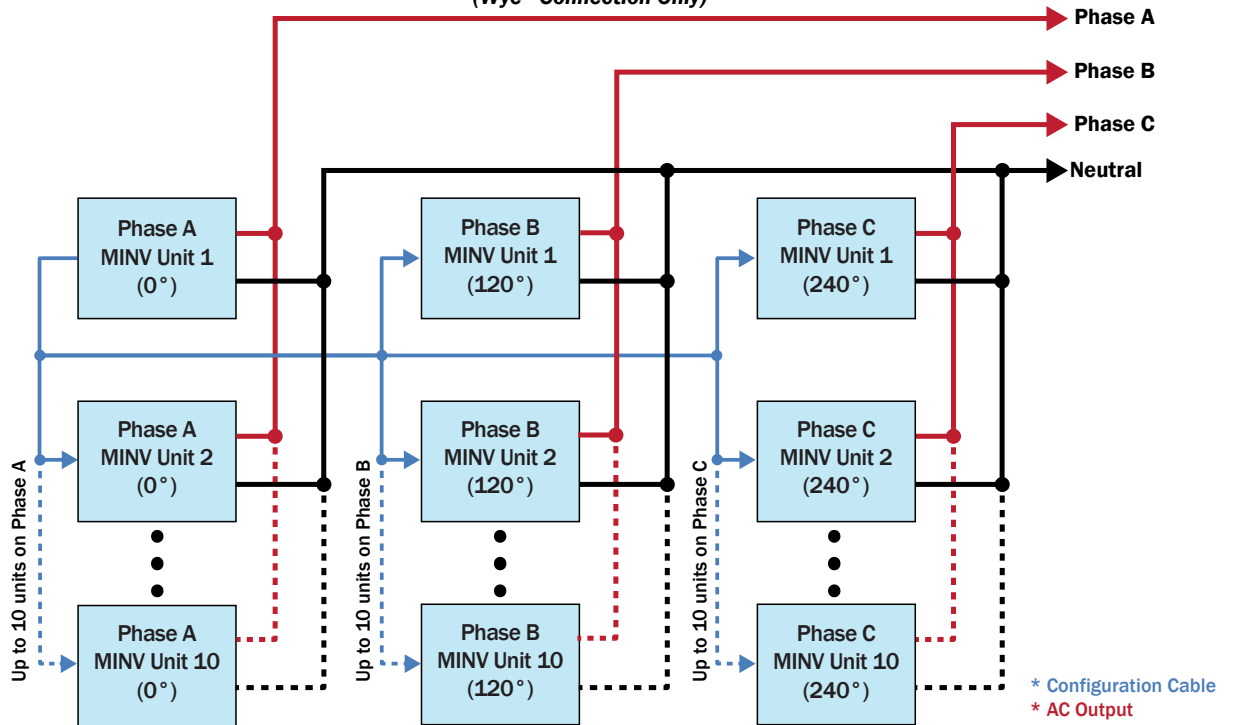 (Wye - Connection Only)
Phase A
Phase B
Phase C
Neutral
Phase A
MINV Unit 1
(0°)
Phase B
MINV Unit 1
(120°)
Phase C
MINV Unit 1
(240°)
Phase A
MINV Unit 2
(0°)
Phase B
MINV Unit 2
(120°)
Phase C
MINV Unit 2
(240°)
Up to 10 units on Phase A
Up to 10 units on Phase B
Up to 10 units on Phase C
Phase A
MINV Unit 10
(0°)
Phase B
MINV Unit 10
(120°)
Phase C
MINV Unit 10
(240°)
* Configuration Cable
* AC Output